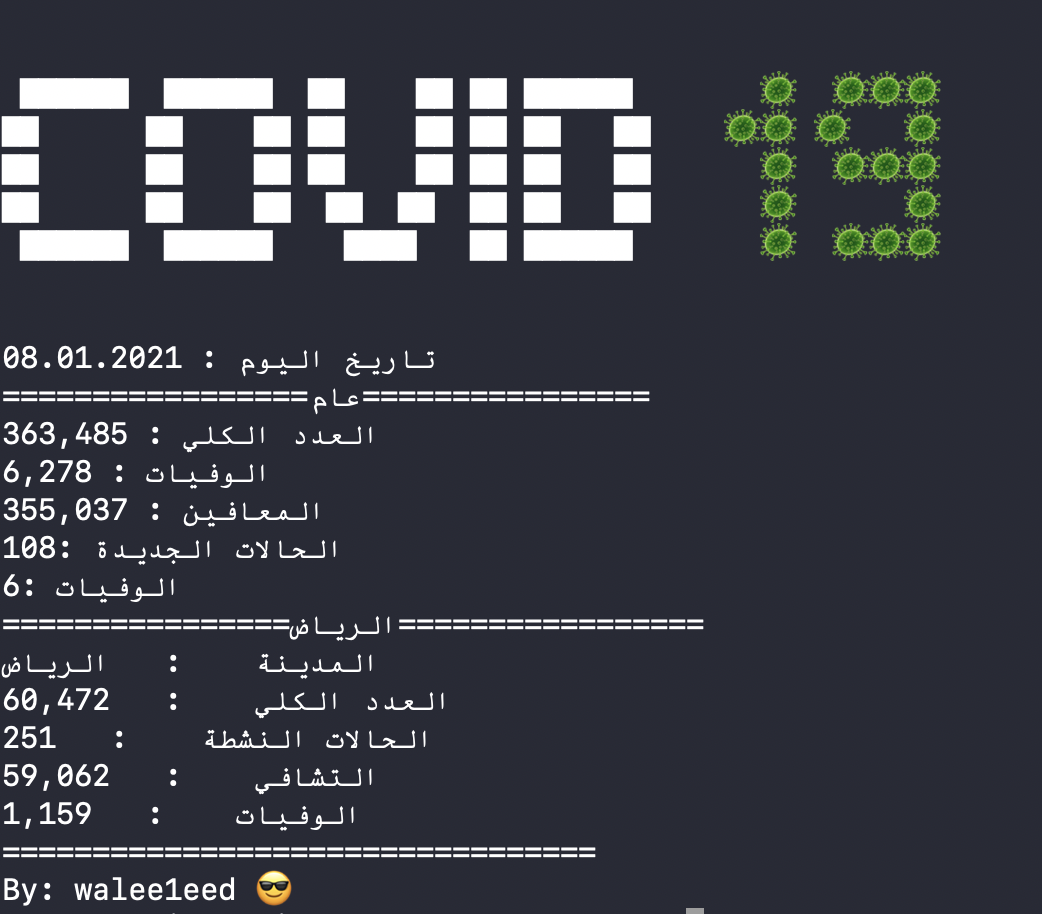 COVID 19
تاريخ اليوم : 08.01.2021
================عام=================
العدد الكلي : 363,485
الوفيات : 6,278
المعافين : 355,037
الحالات الجديدة :108
الوفيات :6
=================الرياض================
المدينة : الرياض
العدد الكلي : 60,472
الحالات النشطة : 251
التشافي : 59,062
الوفيات : 1,159
=================================
By: walee1eed 😎